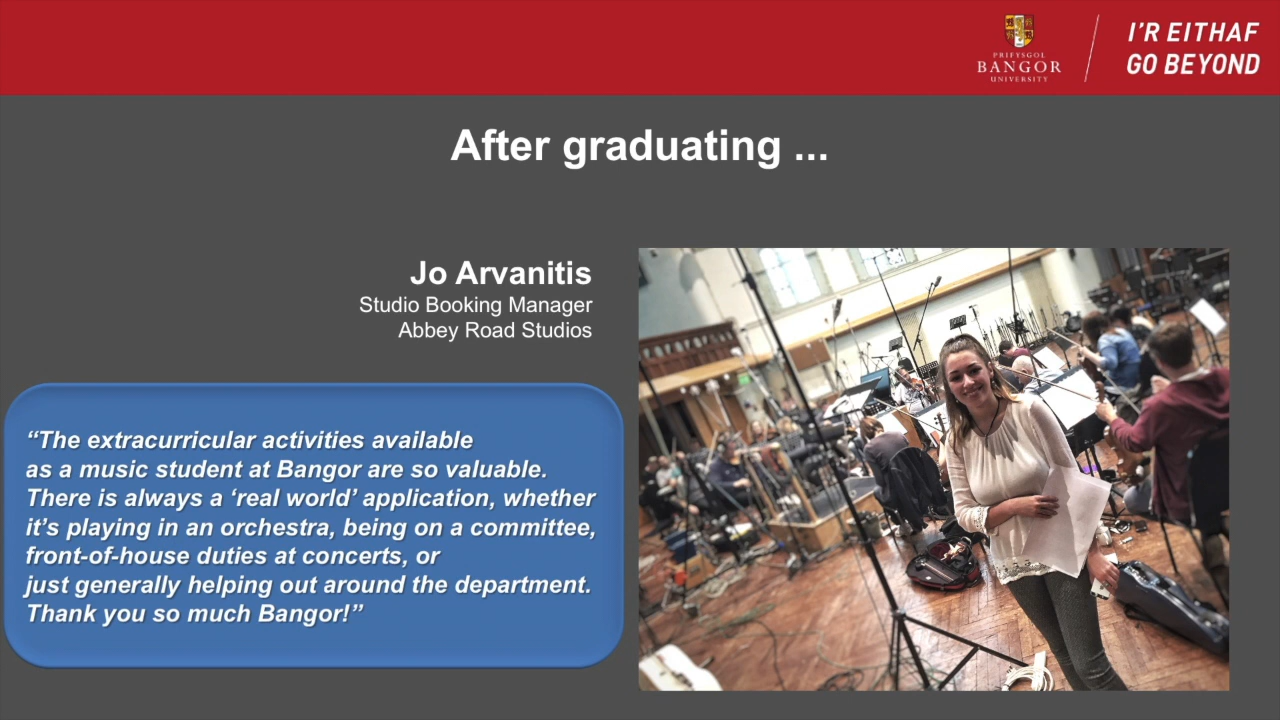 PRIFYSGOL
BANGOR
UNIVERSITY
I'R EITHAF
GO BEYOND
After graduating ...
Jo Arvanitis
Studio Booking Manager
Abbey Road Studios
“The extracurricular activities available
as a music student at Bangor are so valuable.
There is always a ‘real world’ application, whether
it’s playing in an orchestra, being on a committee,
front-of-house duties at concerts, or
just generally helping out around the department.
Thank you so much Bangor!”